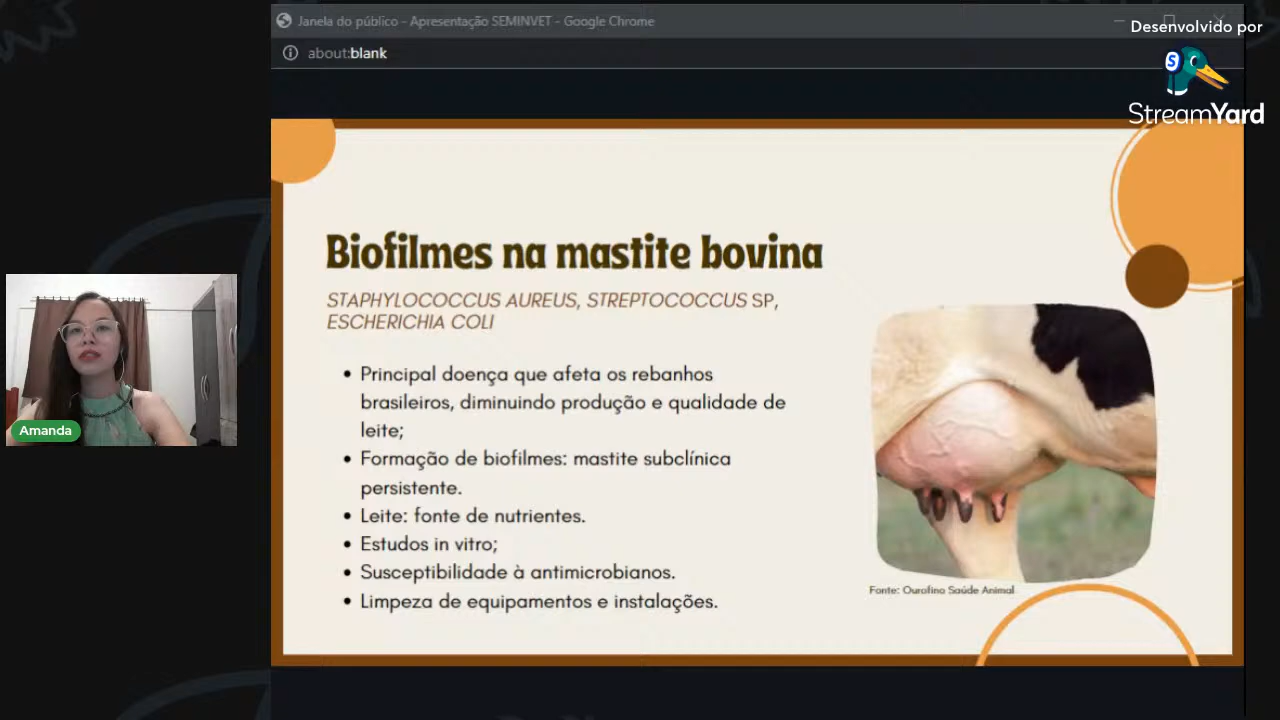 Janela do público - Apresentação SEMINVET - Google Chrome
about:blank
Desenvolvido por
StreamYard
Biofilmes na mastite bovina
STAPHYLOCOCCUS AUREUS, STREPTOCOCCUS SP,
ESCHERICHIA COLI
• Principal doença que afeta os rebanhos
brasileiros, diminuindo produção e qualidade de
leite;
• Formação de biofilmes: mastite subclínica
persistente.
• Leite: fonte de nutrientes.
• Estudos in vitro;
• Susceptibilidade à antimicrobianos.
• Limpeza de equipamentos e instalações.
Fonte: Ourofino Saúde Animal
Amanda